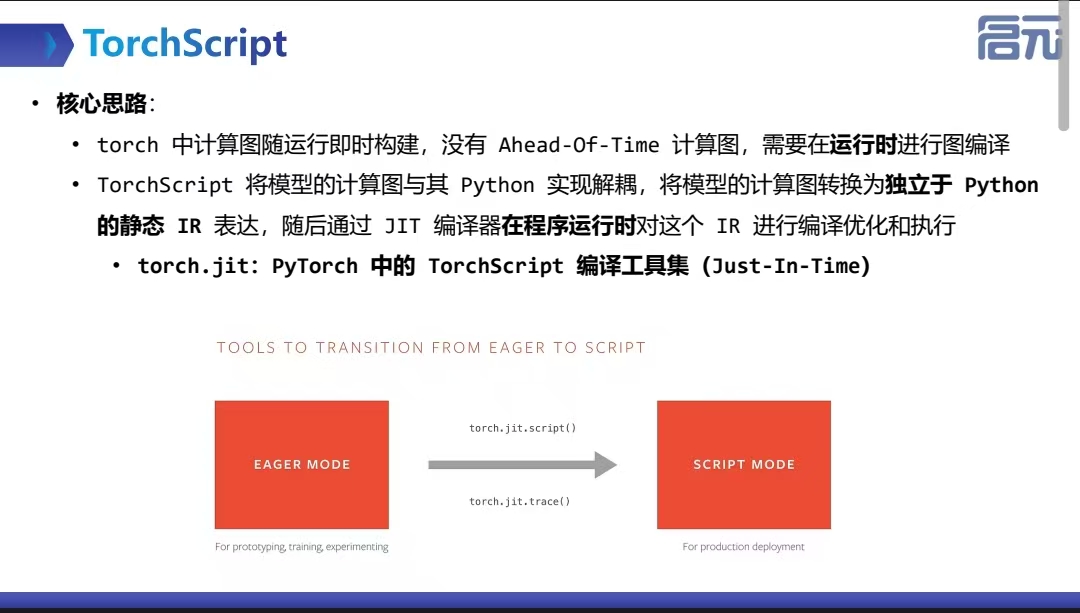 TorchScript
启元
• 核心思路：
• torch 中计算图随运行即时构建，没有 Ahead-Of-Time 计算图，需要在运行时进行图编译
• TorchScript 将模型的计算图与其 Python 实现解耦，将模型的计算图转换为独立于 Python
的静态 IR 表达，随后通过 JIT 编译器在程序运行时对这个 IR 进行编译优化和执行
• torch.jit：PyTorch 中的 TorchScript 编译工具集（Just-In-Time）
TOOLS TO TRANSITION FROM EAGER TO SCRIPT
torch.jit.script()
EAGER MODE
SCRIPT MODE
torch.jit.trace()
For prototyping, training, experimenting
For production deployment